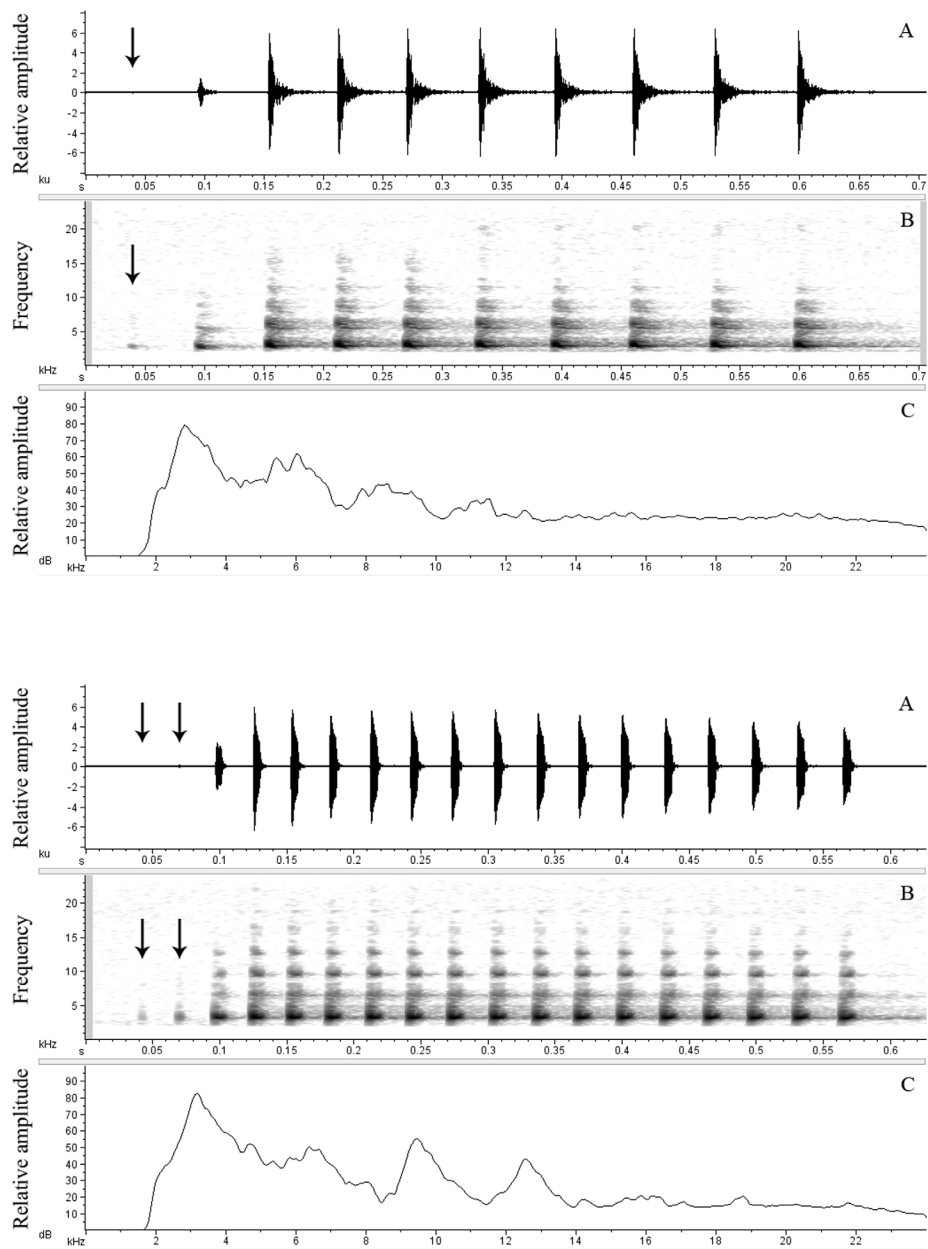 Relative amplitude
A
6
4
2
0
-2
-4
-6
ku
s 0.05 0.1 0.15 0.2 0.25 0.3 0.35 0.4 0.45 0.5 0.55 0.6 0.65 0.7
Frequency
B
20
15
10
5
kHz
s 0.05 0.1 0.15 0.2 0.25 0.3 0.35 0.4 0.45 0.5 0.55 0.6 0.65 0.7
Relative amplitude
C
90
80
70
60
50
40
30
20
10
dB
kHz 2 4 6 8 10 12 14 16 18 20 22
Relative amplitude
A
6
4
2
0
-2
-4
-6
ku
s 0.05 0.1 0.15 0.2 0.25 0.3 0.35 0.4 0.45 0.5 0.55 0.6
Frequency
B
20
15
10
5
kHz
s 0.05 0.1 0.15 0.2 0.25 0.3 0.35 0.4 0.45 0.5 0.55 0.6
Relative amplitude
C
90
80
70
60
50
40
30
20
10
dB
kHz 2 4 6 8 10 12 14 16 18 20 22